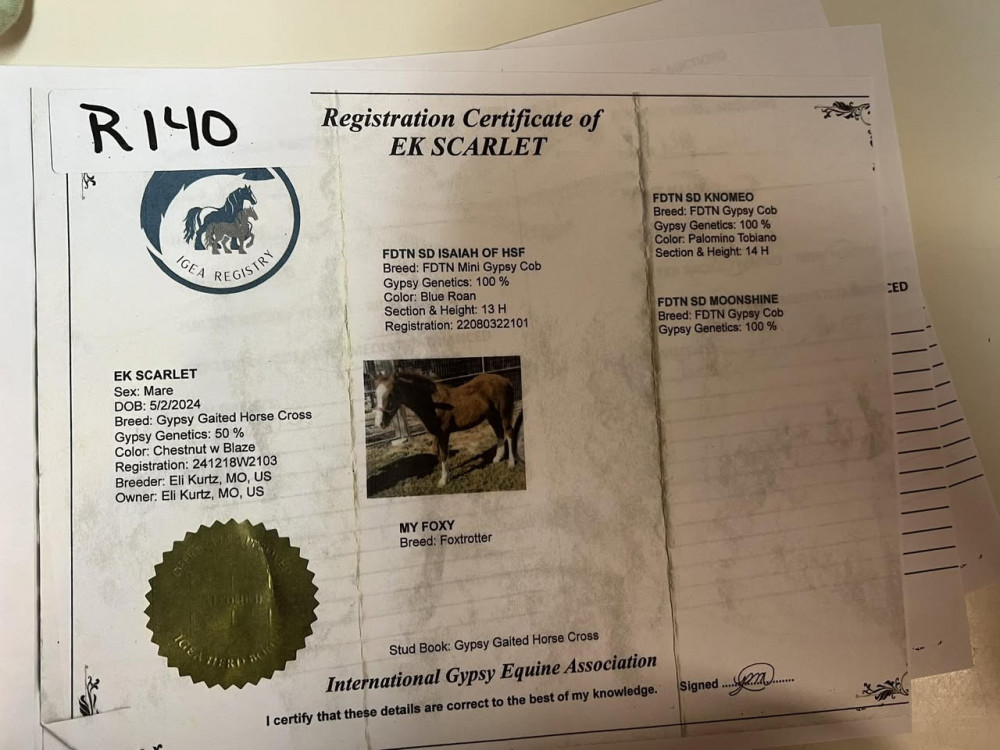 R140
Registration Certificate of
EK SCARLET
IGEA REGISTRY
FDTN SD KNOMEO
Breed: FDTN Gypsy Cob
Gypsy Genetics: 100 %
Color: Palomino Tobiano
Section & Height: 14 H
FDTN SD ISAIAH OF HSF
Breed: FDTN Mini Gypsy Cob
Gypsy Genetics: 100 %
Color: Blue Roan
Section & Height: 13 H
Registration: 22080322101
FDTN SD MOONSHINE
Breed: FDTN Gypsy Cob
Gypsy Genetics: 100 %
CED
EK SCARLET
Sex: Mare
DOB: 5/2/2024
Breed: Gypsy Gaited Horse Cross
Gypsy Genetics: 50 %
Color: Chestnut w Blaze
Registration: 241218W2103
Breeder: Eli Kurtz, MO, US
Owner: Eli Kurtz, MO, US
MY FOXY
Breed: Foxtrotter
IGEA HERD BOOK
Stud Book: Gypsy Gaited Horse Cross
International Gypsy Equine Association
I certify that these details are correct to the best of my knowledge.
Signed